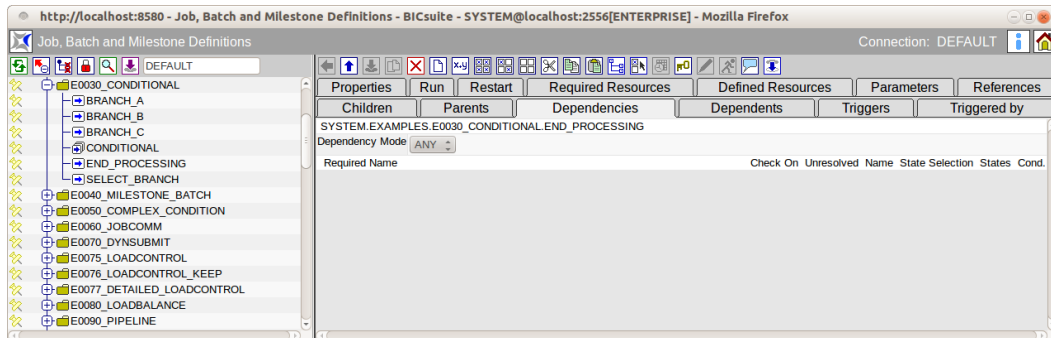 http://localhost:8580 - Job, Batch and Milestone Definitions - BICsuite - SYSTEM@localhost:2556[ENTERPRISE] - Mozilla Firefox
Job, Batch and Milestone Definitions
Connection: DEFAULT
DEFAULT
E0030_CONDITIONAL
BRANCH_A
BRANCH_B
BRANCH_C
CONDITIONAL
END_PROCESSING
SELECT_BRANCH
E0040_MILESTONE_BATCH
E0050_COMPLEX_CONDITION
E0060_JOBCOMM
E0070_DYNSUBMIT
E0075_LOADCONTROL
E0076_LOADCONTROL_KEEP
E0077_DETAILED_LOADCONTROL
E0080_LOADBALANCE
E0090_PIPELINE
Properties Run Restart Required Resources Defined Resources Parameters References
Children Parents Dependencies Dependents Triggers Triggered by
SYSTEM.EXAMPLES.E0030_CONDITIONAL.END_PROCESSING
Dependency Mode ANY
Required Name Check On Unresolved Name State Selection States Cond.